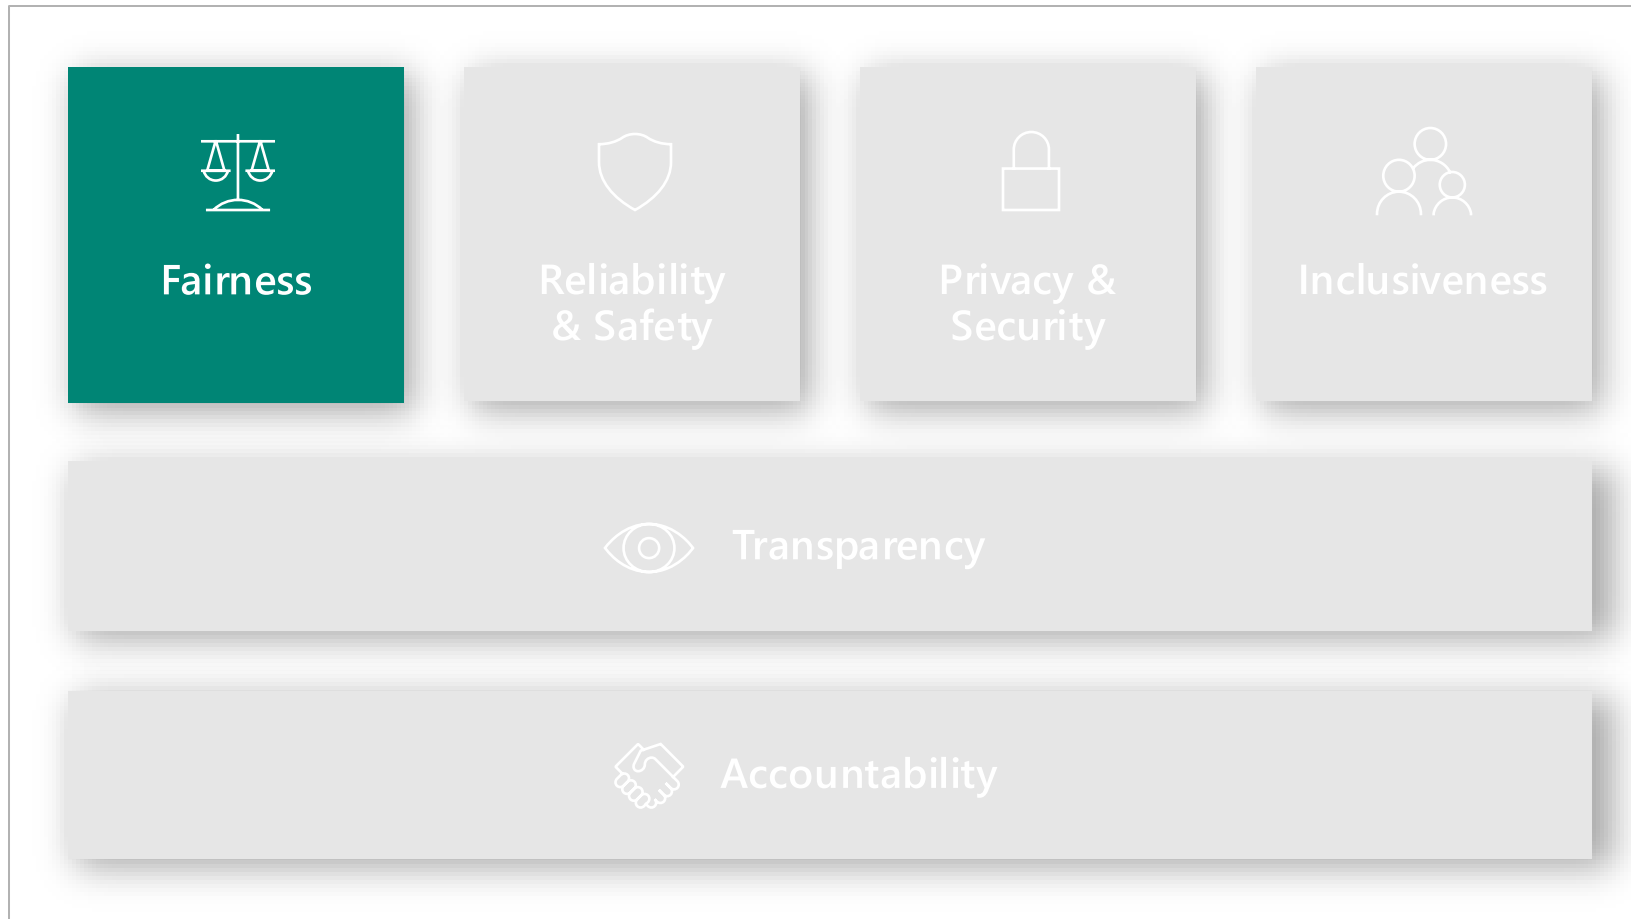 Fairness
Reliability
& Safety
Privacy &
Security
Inclusiveness
Transparency
Accountability